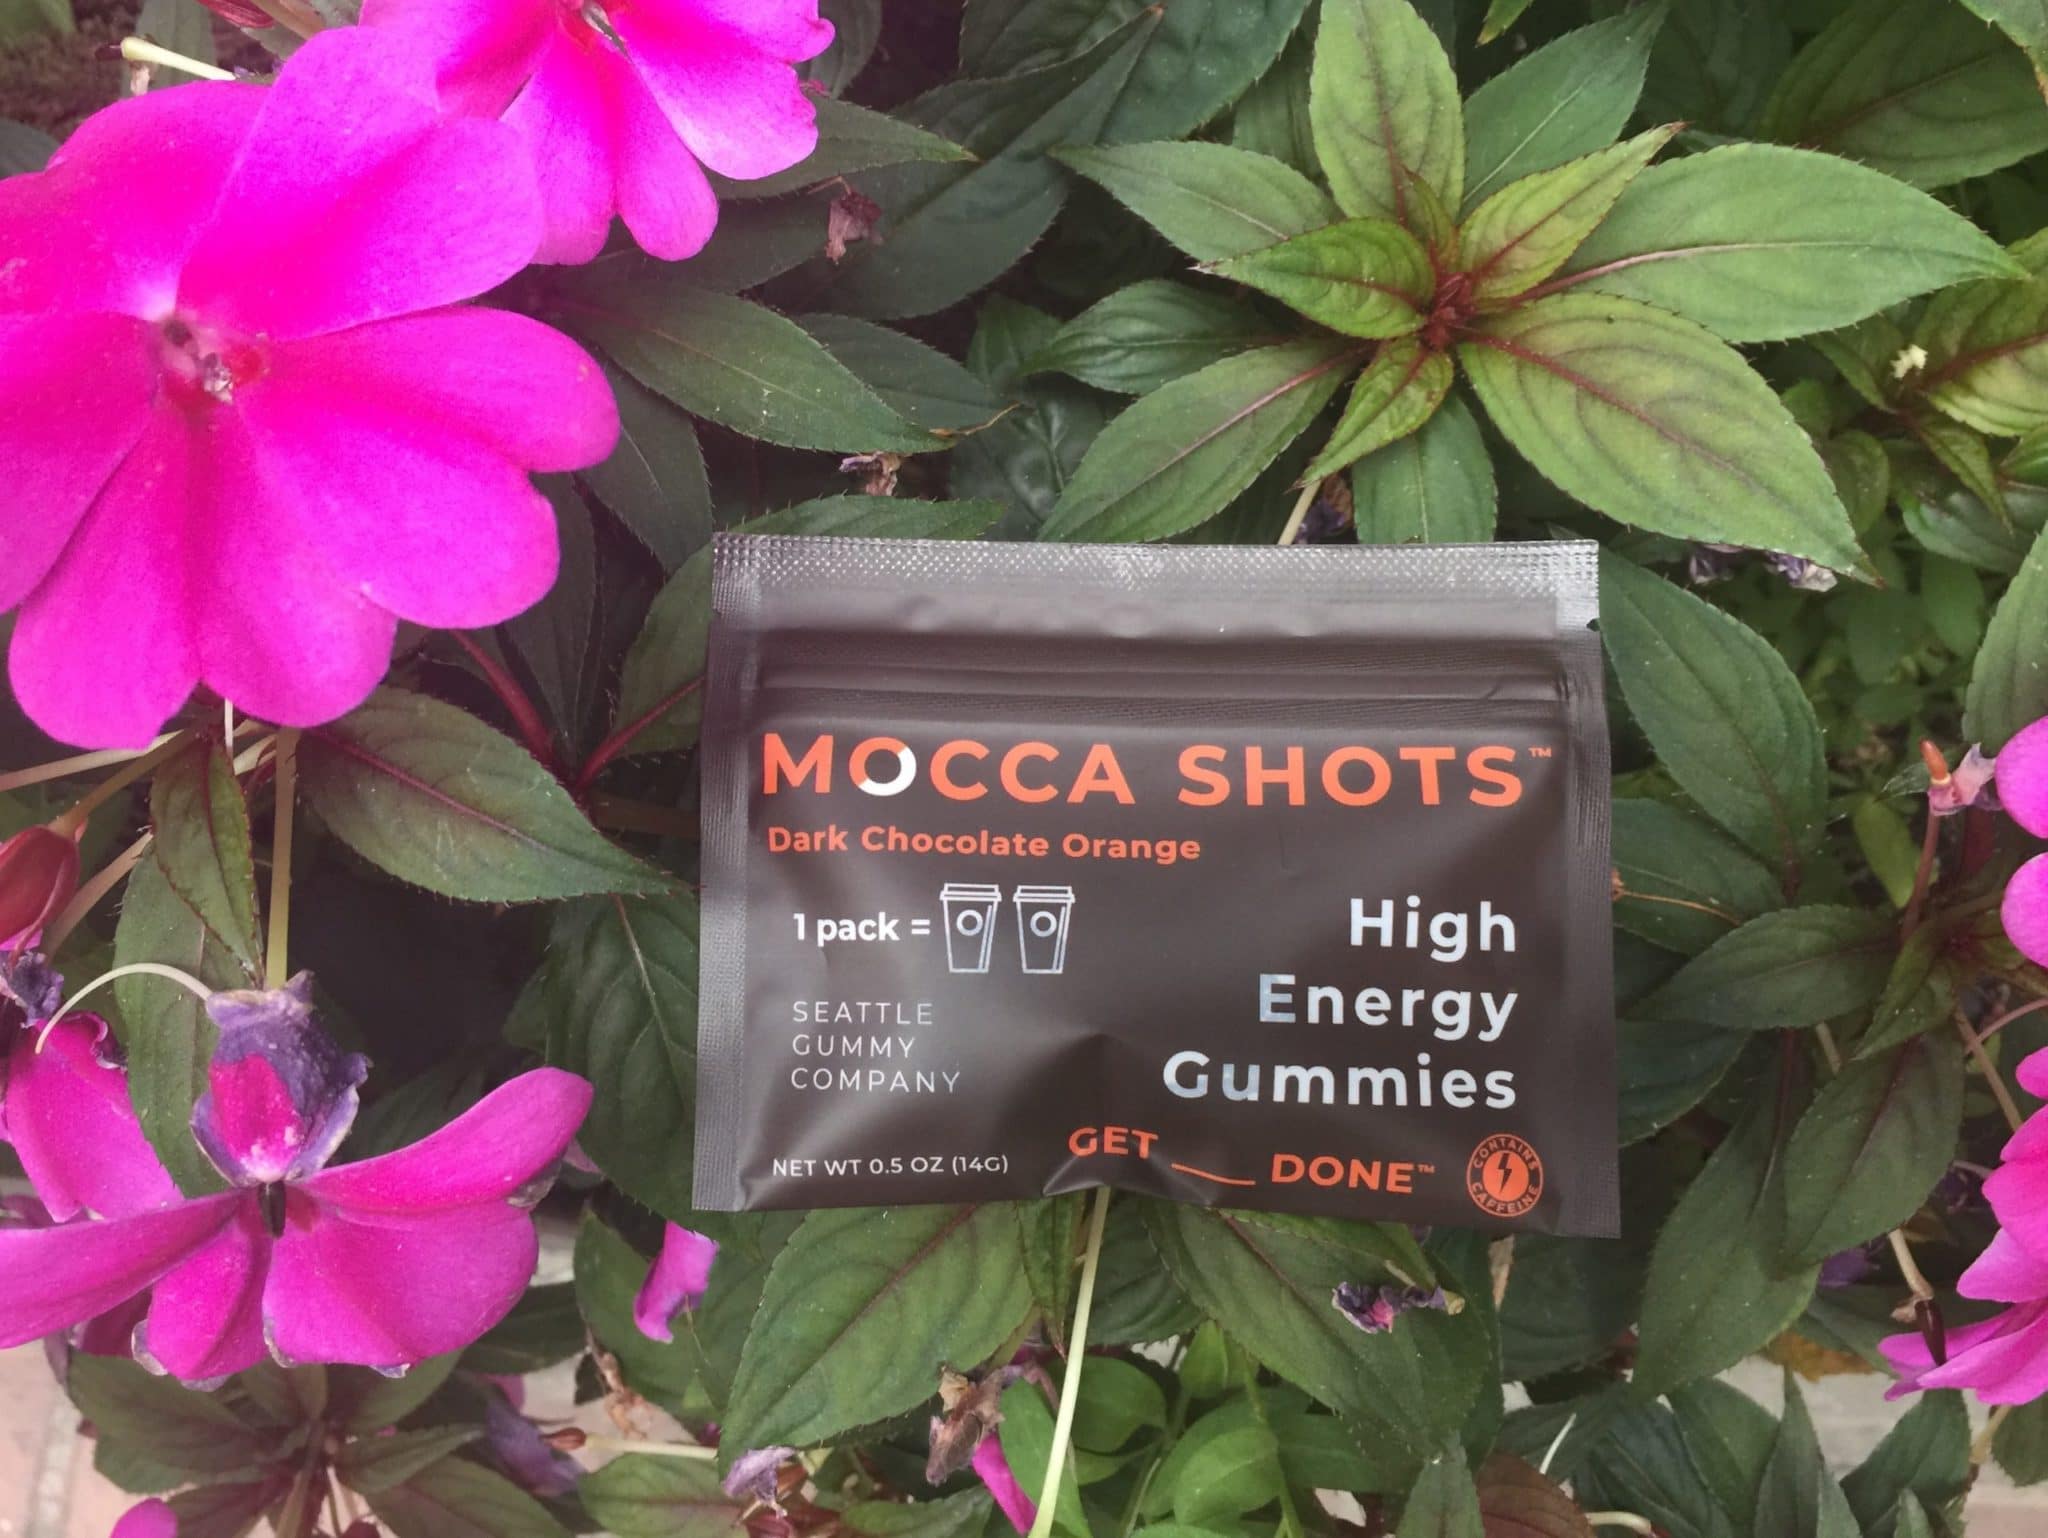 MOCCA SHOTS™
Dark Chocolate Orange
1 pack =
High
Energy
Gummies
SEATTLE
GUMMY
COMPANY
NET WT 0.5 OZ (14G)
GET ___ DONE™
CONTAINS CAFFEINE